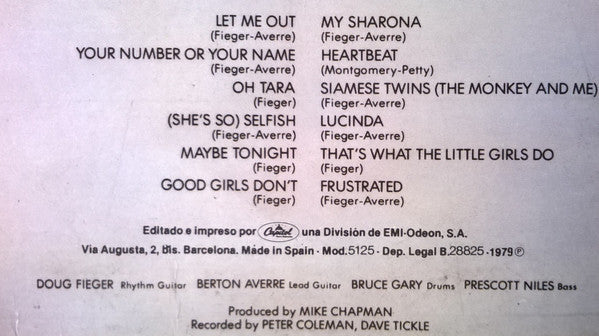 LET ME OUT
(Fieger-Averre)
YOUR NUMBER OR YOUR NAME
(Fieger-Averre)
OH TARA
(Fieger)
(SHE'S SO) SELFISH
(Fieger-Averre)
MAYBE TONIGHT
(Fieger)
GOOD GIRLS DON'T
(Fieger)
MY SHARONA
(Fieger-Averre)
HEARTBEAT
(Montgomery-Petty)
SIAMESE TWINS (THE MONKEY AND ME)
(Fieger-Averre)
LUCINDA
(Fieger-Averre)
THAT'S WHAT THE LITTLE GIRLS DO
(Fieger)
FRUSTRATED
(Fieger-Averre)
Editado e impreso por Capitol una División de EMI-Odeon, S.A.
Via Augusta, 2, Bis. Barcelona. Made in Spain - Mod.5125 - Dep. Legal B.28825-1979 Ⓟ
DOUG FIEGER Rhythm Guitar BERTON AVERRE Lead Guitar BRUCE GARY Drums PRESCOTT NILES Bass
Produced by MIKE CHAPMAN
Recorded by PETER COLEMAN, DAVE TICKLE